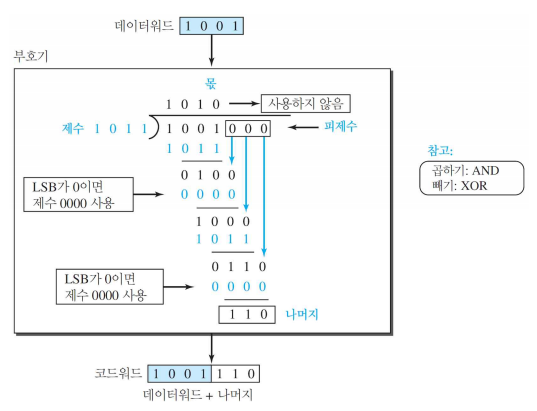 데이터워드 1 0 0 1
부호기
몫
1 0 1 0 사용하지 않음
제수 1 0 1 1 1 0 0 1 0 0 0 피제수
1 0 1 1
참고:
곱하기: AND
빼기: XOR
0 1 0 0
LSB가 0이면
제수 0000 사용
0 0 0 0
1 0 0 0
1 0 1 1
0 1 1 0
LSB가 0이면
제수 0000 사용
0 0 0 0
1 1 0 나머지
코드워드 1 0 0 1 1 1 0
데이터워드 + 나머지